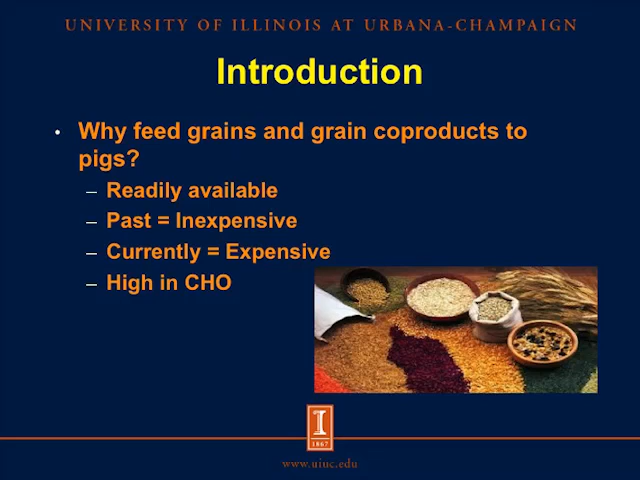 UNIVERSITY OF ILLINOIS AT URBANA-CHAMPAIGN
Introduction
• Why feed grains and grain coproducts to
pigs?
– Readily available
– Past = Inexpensive
– Currently = Expensive
– High in CHO
I
1867
www.uiuc.edu